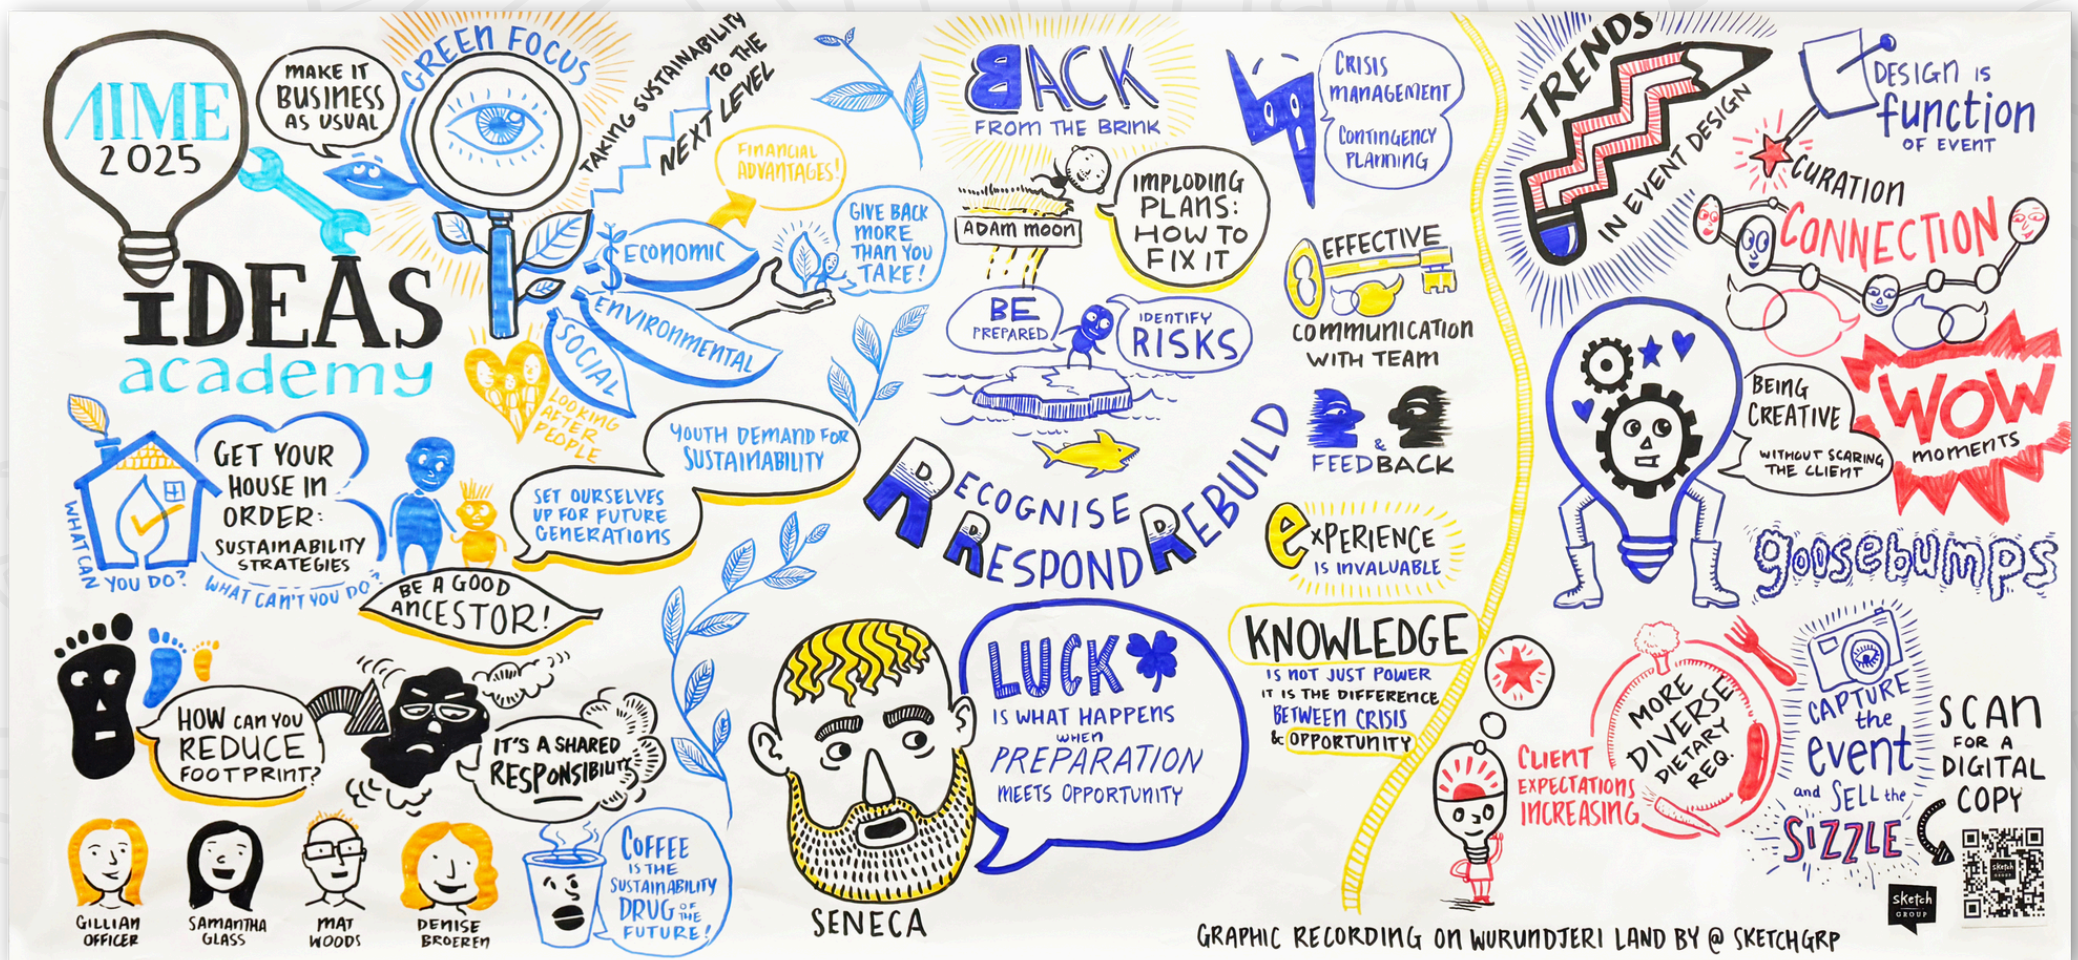 AIME
2025
IDEAS
academy
MAKE IT
BUSINESS
AS USUAL
GREEN FOCUS
TAKING SUSTAINABILITY
TO THE
NEXT LEVEL
FINANCIAL
ADVANTAGES!
$ ECONOMIC
ENVIRONMENTAL
SOCIAL
GIVE BACK
MORE
THAN YOU
TAKE!
LOOKING
AFTER
PEOPLE
WHAT CAN
YOU DO?
GET YOUR
HOUSE IN
ORDER:
SUSTAINABILITY
STRATEGIES
WHAT CAN'T YOU DO?
YOUTH DEMAND FOR
SUSTAINABILITY
SET OURSELVES
UP FOR FUTURE
GENERATIONS
BE A GOOD
ANCESTOR!
HOW CAN YOU
REDUCE
FOOTPRINT?
IT'S A SHARED
RESPONSIBILITY
GILLIAN
OFFICER
SAMANTHA
GLASS
MAT
WOODS
DENISE
BROEREN
COFFEE
IS THE
SUSTAINABILITY
DRUG OF THE
FUTURE!
BACK
FROM THE BRINK
ADAM MOON
IMPLODING
PLANS:
HOW TO
FIX IT
BE
PREPARED
IDENTIFY
RISKS
RECOGNISE
RESPOND
REBUILD
SENECA
LUCK
IS WHAT HAPPENS
WHEN
PREPARATION
MEETS OPPORTUNITY
CRISIS
MANAGEMENT
CONTINGENCY
PLANNING
EFFECTIVE
COMMUNICATION
WITH TEAM
&
FEEDBACK
EXPERIENCE
IS INVALUABLE
KNOWLEDGE
IS NOT JUST POWER
IT IS THE DIFFERENCE
BETWEEN CRISIS
& OPPORTUNITY
TRENDS
IN EVENT DESIGN
DESIGN IS
function
OF EVENT
CURATION
CONNECTION
BEING
CREATIVE
WITHOUT SCARING
THE CLIENT
WOW
moments
goosebumps
CLIENT
EXPECTATIONS
INCREASING
MORE
DIVERSE
DIETARY
REQ.
CAPTURE
the
event
and SELL the
SIZZLE
SCAN
FOR A
DIGITAL
COPY
sketch
GROUP
sketch
GRAPHIC RECORDING ON WURUNDJERI LAND BY @ SKETCHGRP